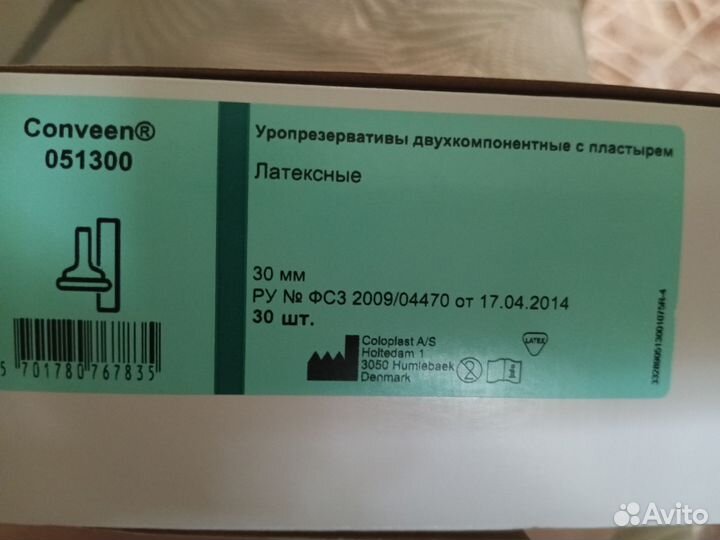 Conveen®
051300
5 701780 767835
Уропрезервативы двухкомпонентные с пластырем
Латексные
30 мм
РУ № ФСЗ 2009/04470 от 17.04.2014
30 шт.
Coloplast A/S
Holtedam 1
3050 Humlebaek
Denmark
LATEX
2
Avito